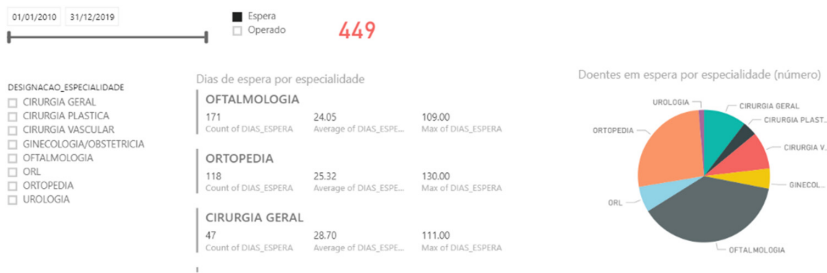 01/01/2010 31/12/2019
Espera
Operado
449
DESIGNACAO_ESPECIALIDADE
CIRURGIA GERAL
CIRURGIA PLASTICA
CIRURGIA VASCULAR
GINECOLOGIA/OBSTETRICIA
OFTALMOLOGIA
ORL
ORTOPEDIA
UROLOGIA
Dias de espera por especialidade
OFTALMOLOGIA
171 24.05 109.00
Count of DIAS_ESPERA Average of DIAS_ESPE... Max of DIAS_ESPERA
ORTOPEDIA
118 25.32 130.00
Count of DIAS_ESPERA Average of DIAS_ESPE... Max of DIAS_ESPERA
CIRURGIA GERAL
47 28.70 111.00
Count of DIAS_ESPERA Average of DIAS_ESPE... Max of DIAS_ESPERA
Doentes em espera por especialidade (número)
UROLOGIA
CIRURGIA GERAL
CIRURGIA PLAST..
ORTOPEDIA
CIRURGIA V.
GINECOL...
ORL
OFTALMOLOGIA